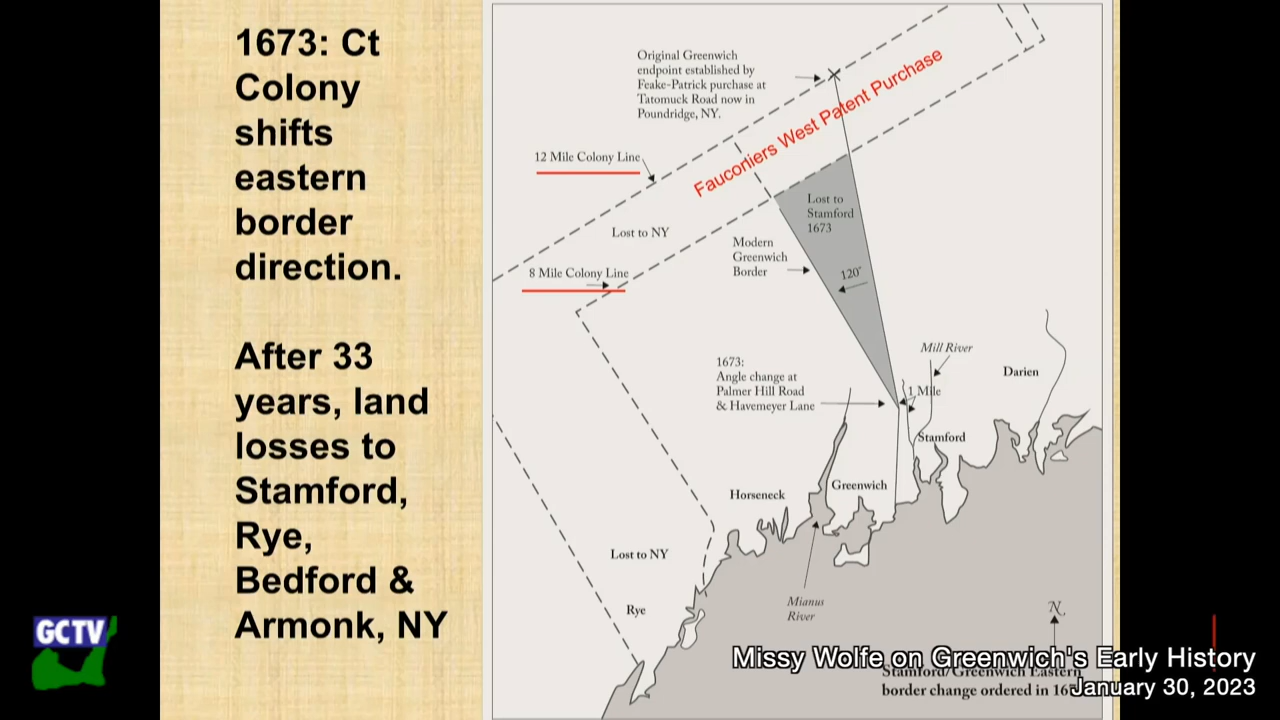 1673: Ct
Colony
shifts
eastern
border
direction.
After 33
years, land
losses to
Stamford,
Rye,
Bedford &
Armonk, NY
Original Greenwich
endpoint established by
Feake-Patrick purchase at
Tatomuck Road now in
Poundridge, NY.
Fauconiers West Patent Purchase
12 Mile Colony Line
Lost to
Stamford
1673
Lost to NY
Modern
Greenwich
Border
8 Mile Colony Line
120°
Mill River
1673:
Angle change at
Palmer Hill Road
& Havemeyer Lane
1 Mile
Darien
Stamford
Horseneck
Greenwich
Lost to NY
Rye
Mianus
River
N
GCTV
Stamford/Greenwich Eastern
border change ordered in
Missy Wolfe on Greenwich's Early History
January 30, 2023